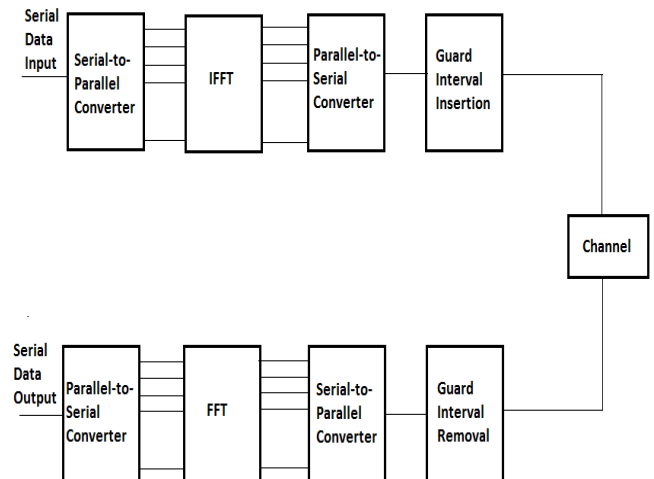 Serial
Data
Input
Serial-to-
Parallel
Converter
IFFT
Parallel-to-
Serial
Converter
Guard
Interval
Insertion
Channel
Serial
Data
Output
Parallel-to-
Serial
Converter
FFT
Serial-to-
Parallel
Converter
Guard
Interval
Removal